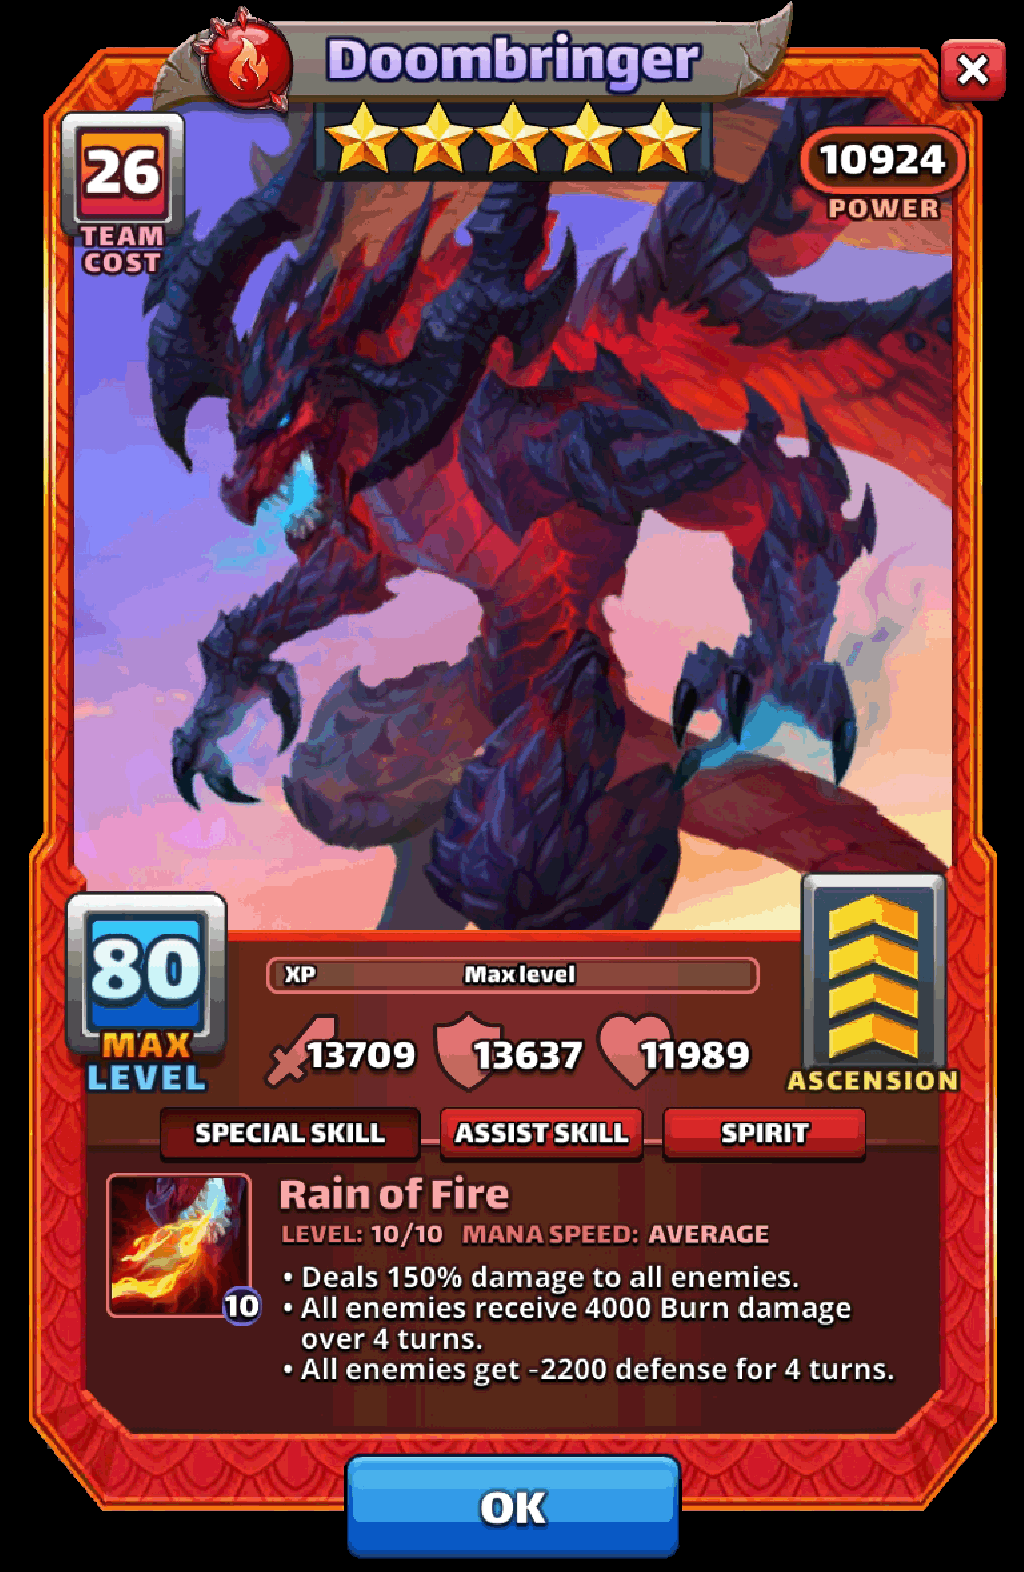 Doombringer
26
TEAM
COST
10924
POWER
80
MAX
LEVEL
XP Max level
13709 13637 11989
ASCENSION
SPECIAL SKILL ASSIST SKILL SPIRIT
Rain of Fire
LEVEL: 10/10 MANA SPEED: AVERAGE
10
• Deals 150% damage to all enemies.
• All enemies receive 4000 Burn damage
over 4 turns.
• All enemies get -2200 defense for 4 turns.
OK